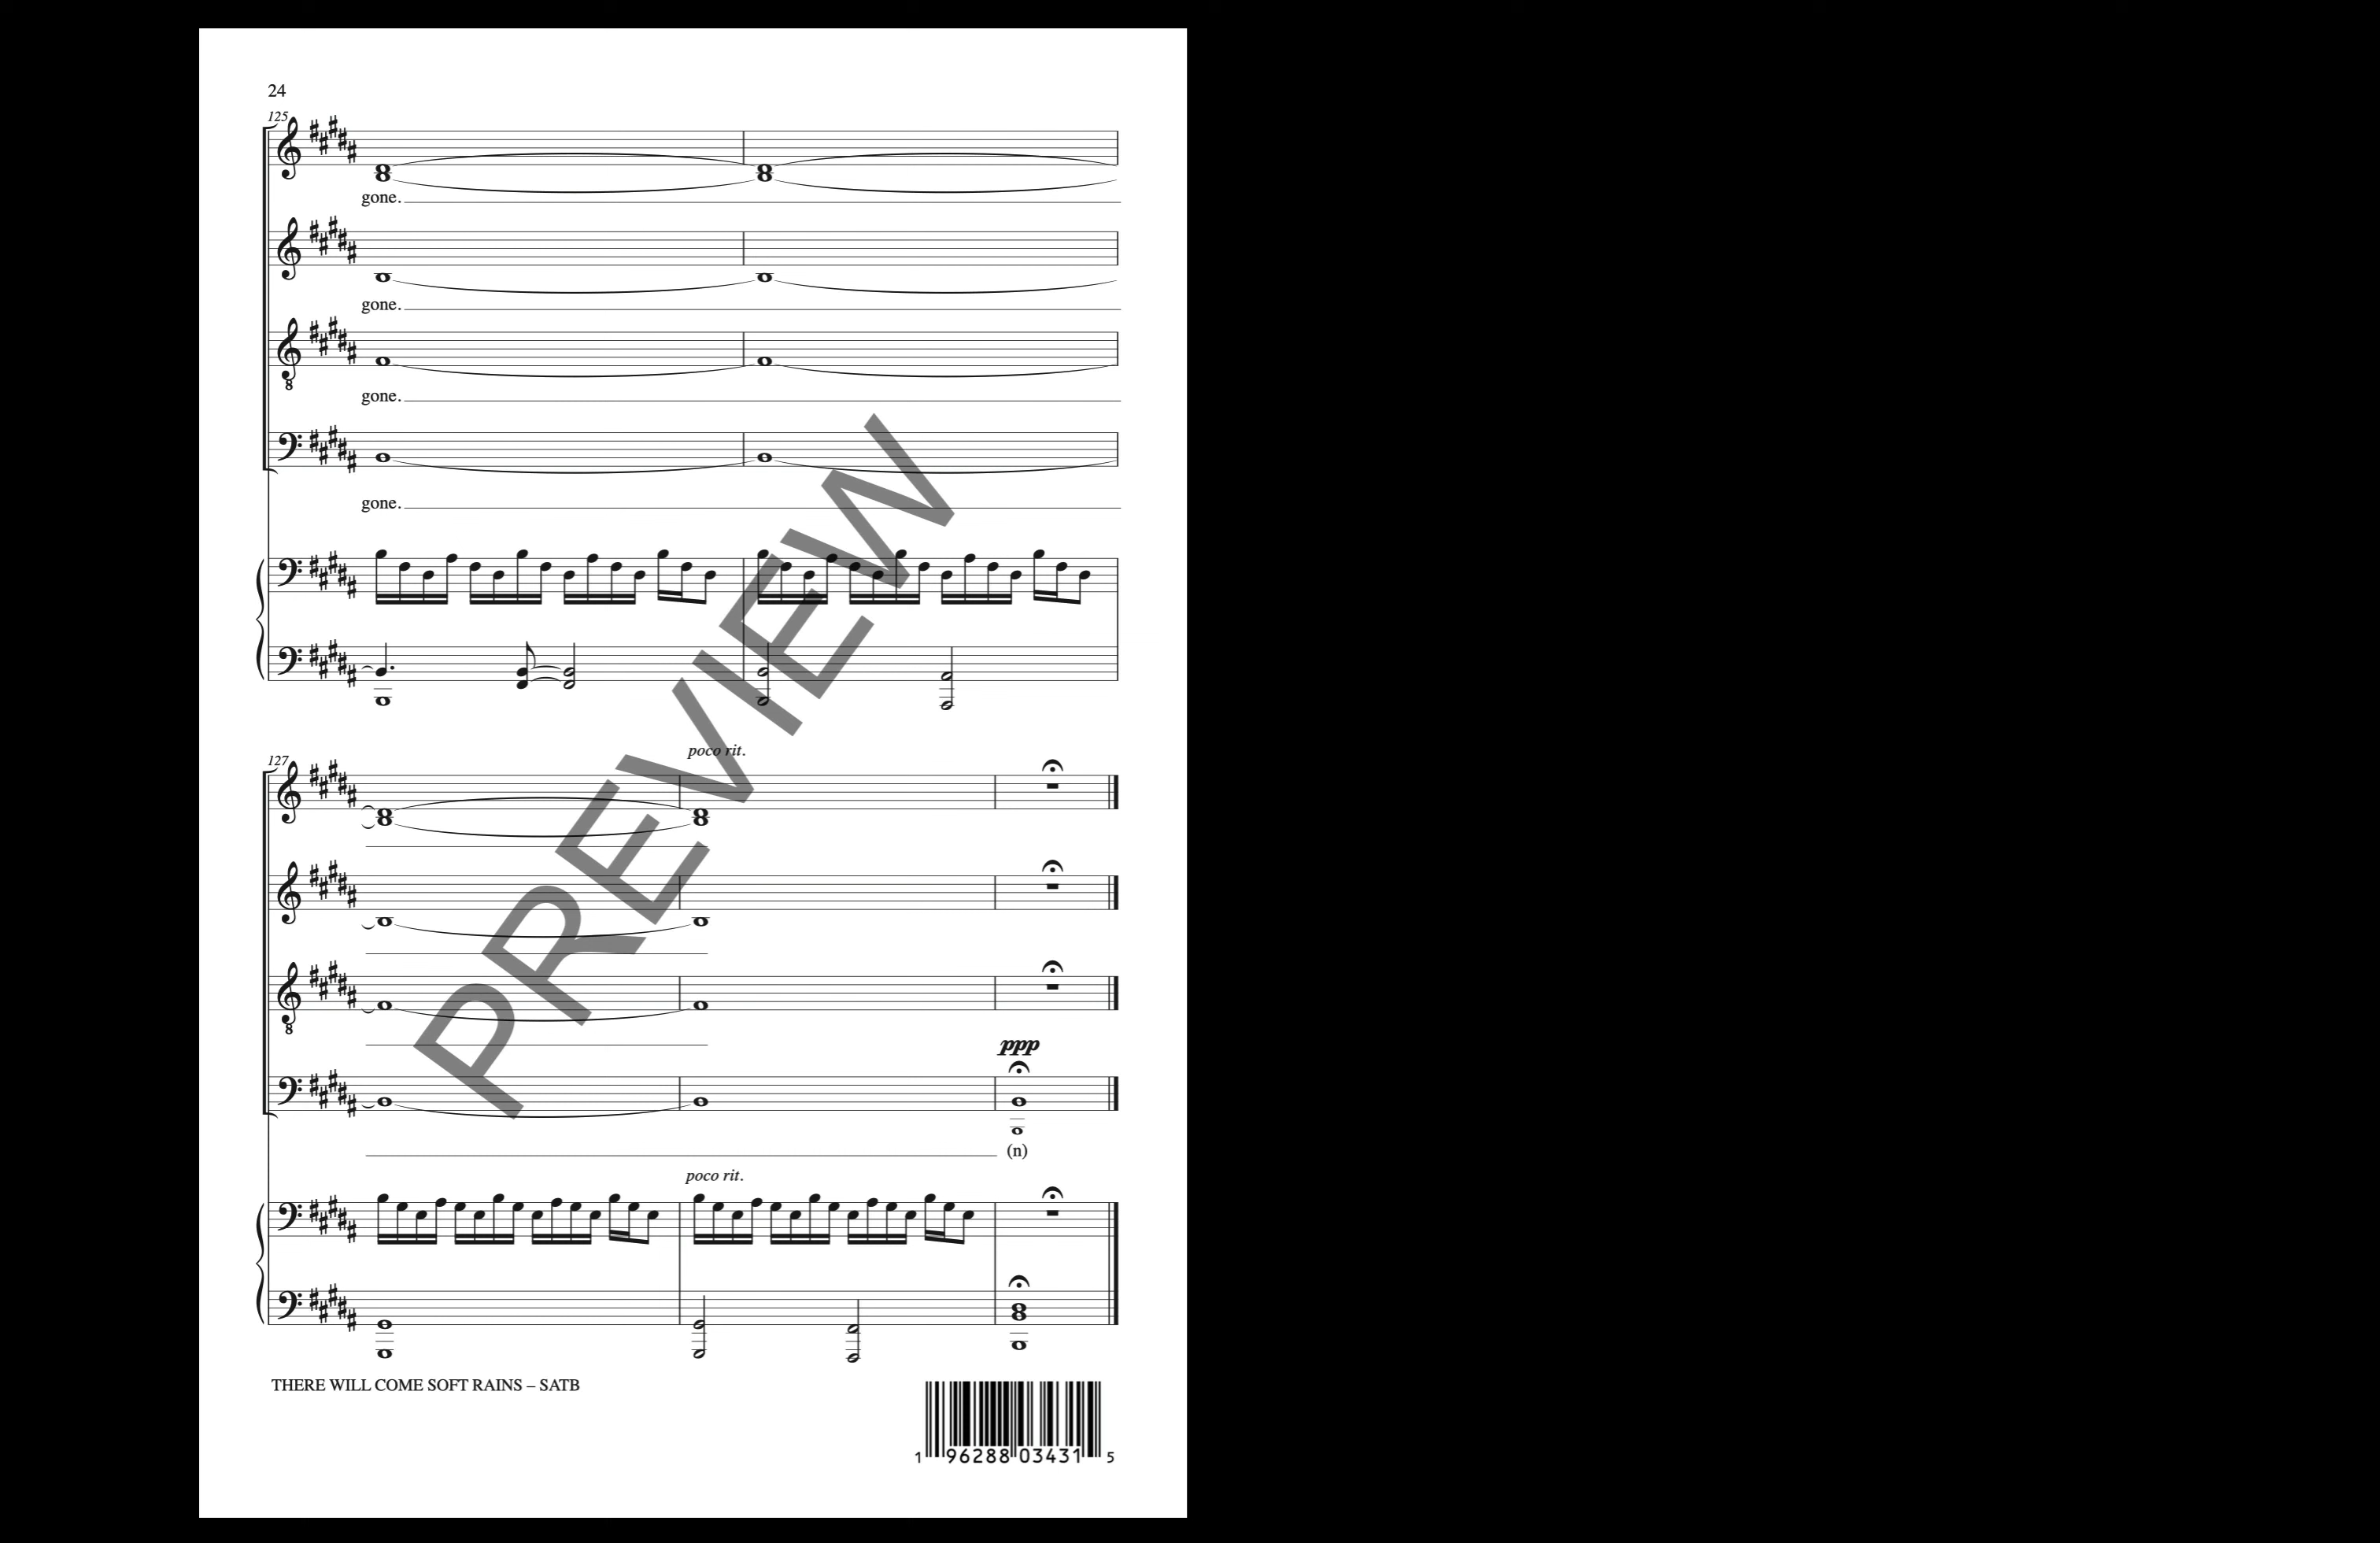 24
125
gone.
gone.
gone.
gone.
127
poco rit.
ppp
(n)
poco rit.
PREVIEW
THERE WILL COME SOFT RAINS – SATB
1 96288 03431 5